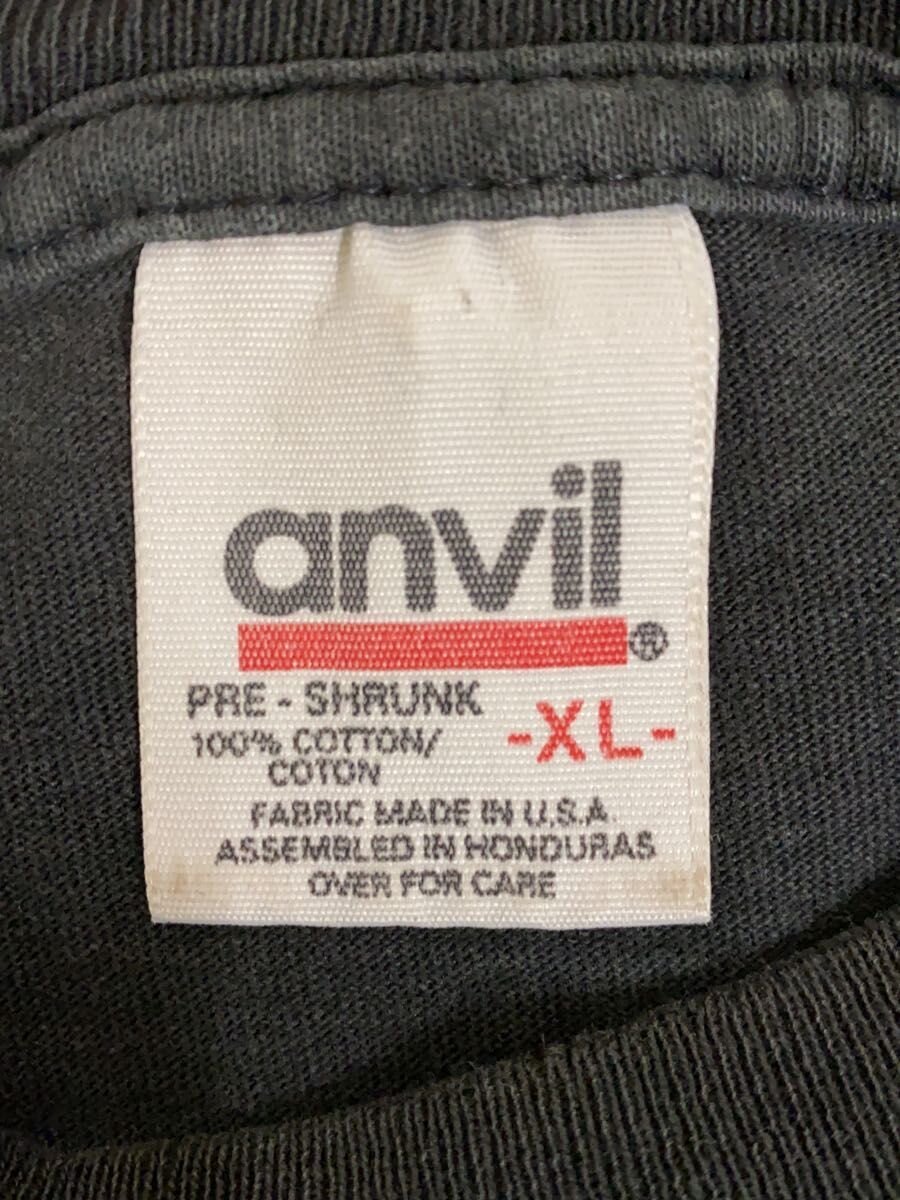 anvil®
PRE - SHRUNK
-XL-
100% COTTON/
COTON
FABRIC MADE IN U.S.A
ASSEMBLED IN HONDURAS
OVER FOR CARE